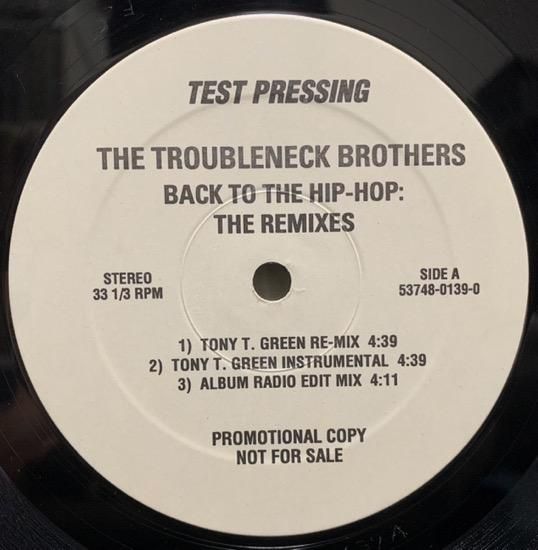 TEST PRESSING
THE TROUBLENECK BROTHERS
BACK TO THE HIP-HOP:
THE REMIXES
STEREO
33 1/3 RPM
SIDE A
53748-0139-0
1) TONY T. GREEN RE-MIX 4:39
2) TONY T. GREEN INSTRUMENTAL 4:39
3) ALBUM RADIO EDIT MIX 4:11
PROMOTIONAL COPY
NOT FOR SALE